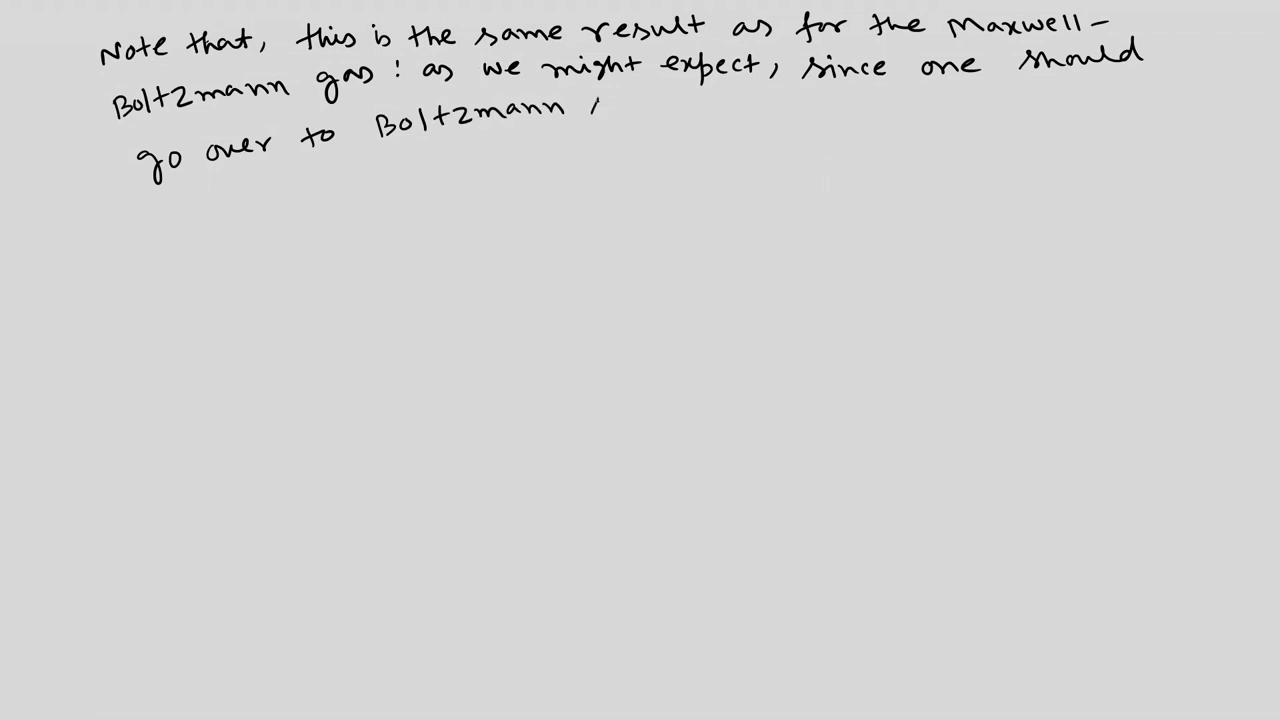 Note that, this is the same result as for the Maxwell-
Boltzmann gas! as we might expect, since one should
go over to Boltzmann